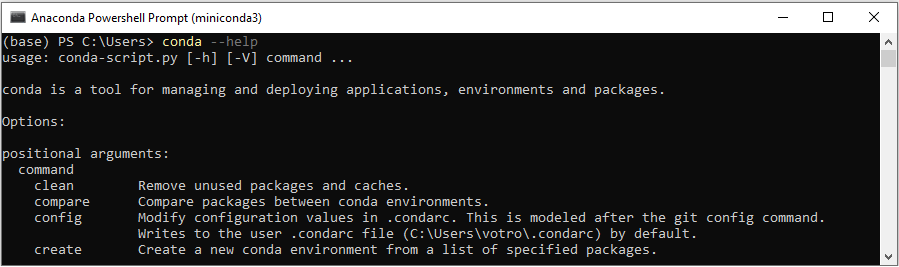 Anaconda Powershell Prompt (miniconda3)
(base) PS C:\Users> conda --help
usage: conda-script.py [-h] [-V] command ...
conda is a tool for managing and deploying applications, environments and packages.
Options:
positional arguments:
  command
    clean        Remove unused packages and caches.
    compare      Compare packages between conda environments.
    config       Modify configuration values in .condarc. This is modeled after the git config command.
                 Writes to the user .condarc file (C:\Users\votro\.condarc) by default.
    create       Create a new conda environment from a list of specified packages.